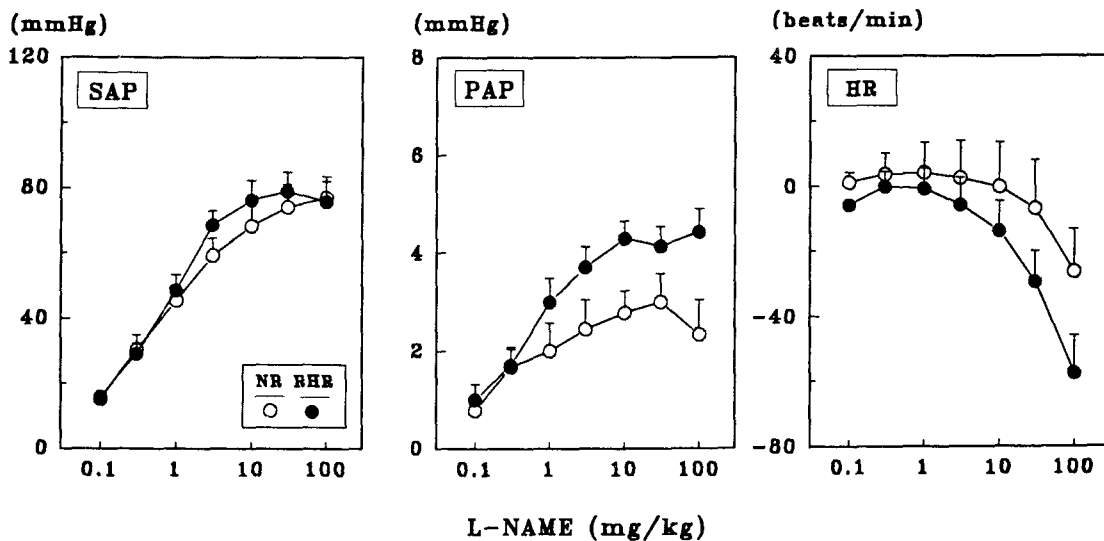 (mmHg) (mmHg) (beats/min)
120 8 40
SAP PAP HR
80 6 0
40 4 -40
0 2 -80
0
NR RHR
0.1 1 10 100 0.1 1 10 100 0.1 1 10 100
L-NAME (mg/kg)